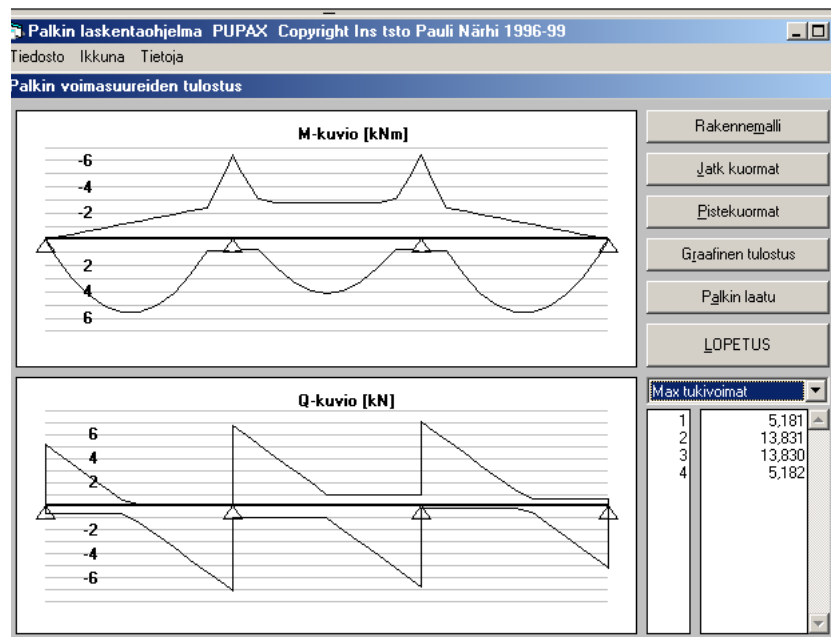 Palkin laskentaohjelma PUPAX Copyright Ins tsto Pauli Närhi 1996-99
Tiedosto Ikkuna Tietoja
Palkin voimasuureiden tulostus
M-kuvio [kNm]
-6
-4
-2
2
4
6
Q-kuvio [kN]
6
4
2
-2
-4
-6
Rakennemalli
Jatk kuormat
Pistekuormat
Graafinen tulostus
Palkin laatu
LOPETUS
Max tukivoimat
1 5,181
2 13,831
3 13,830
4 5,182